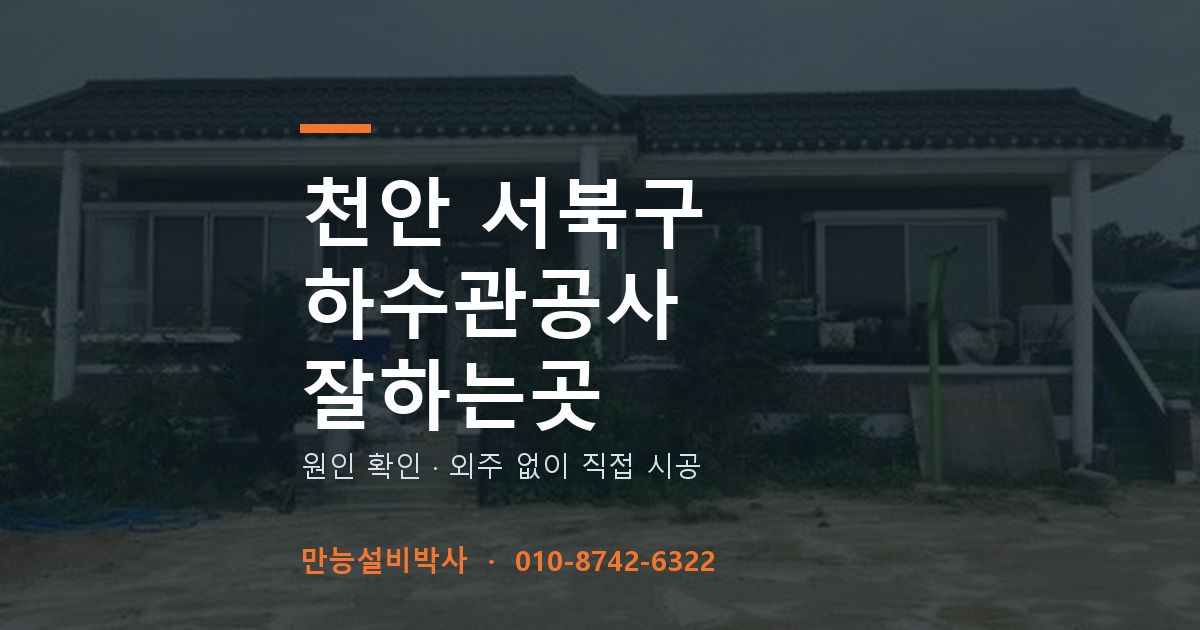 천안 서북구
하수관공사
잘하는곳
원인 확인 · 외주 없이 직접 시공
만능설비박사 · 010-8742-6322